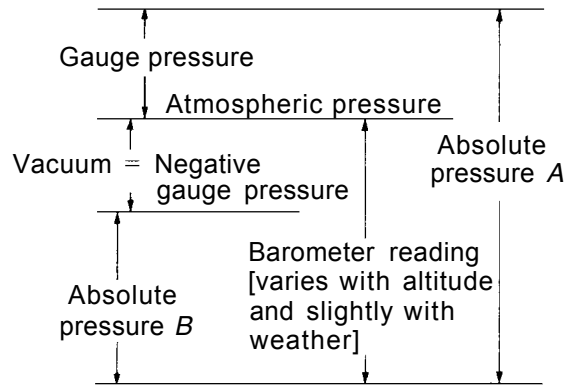 Gauge pressure
Atmospheric pressure
Vacuum = Negative
gauge pressure
Absolute
pressure A
Barometer reading
[varies with altitude
and slightly with
weather]
Absolute
pressure B